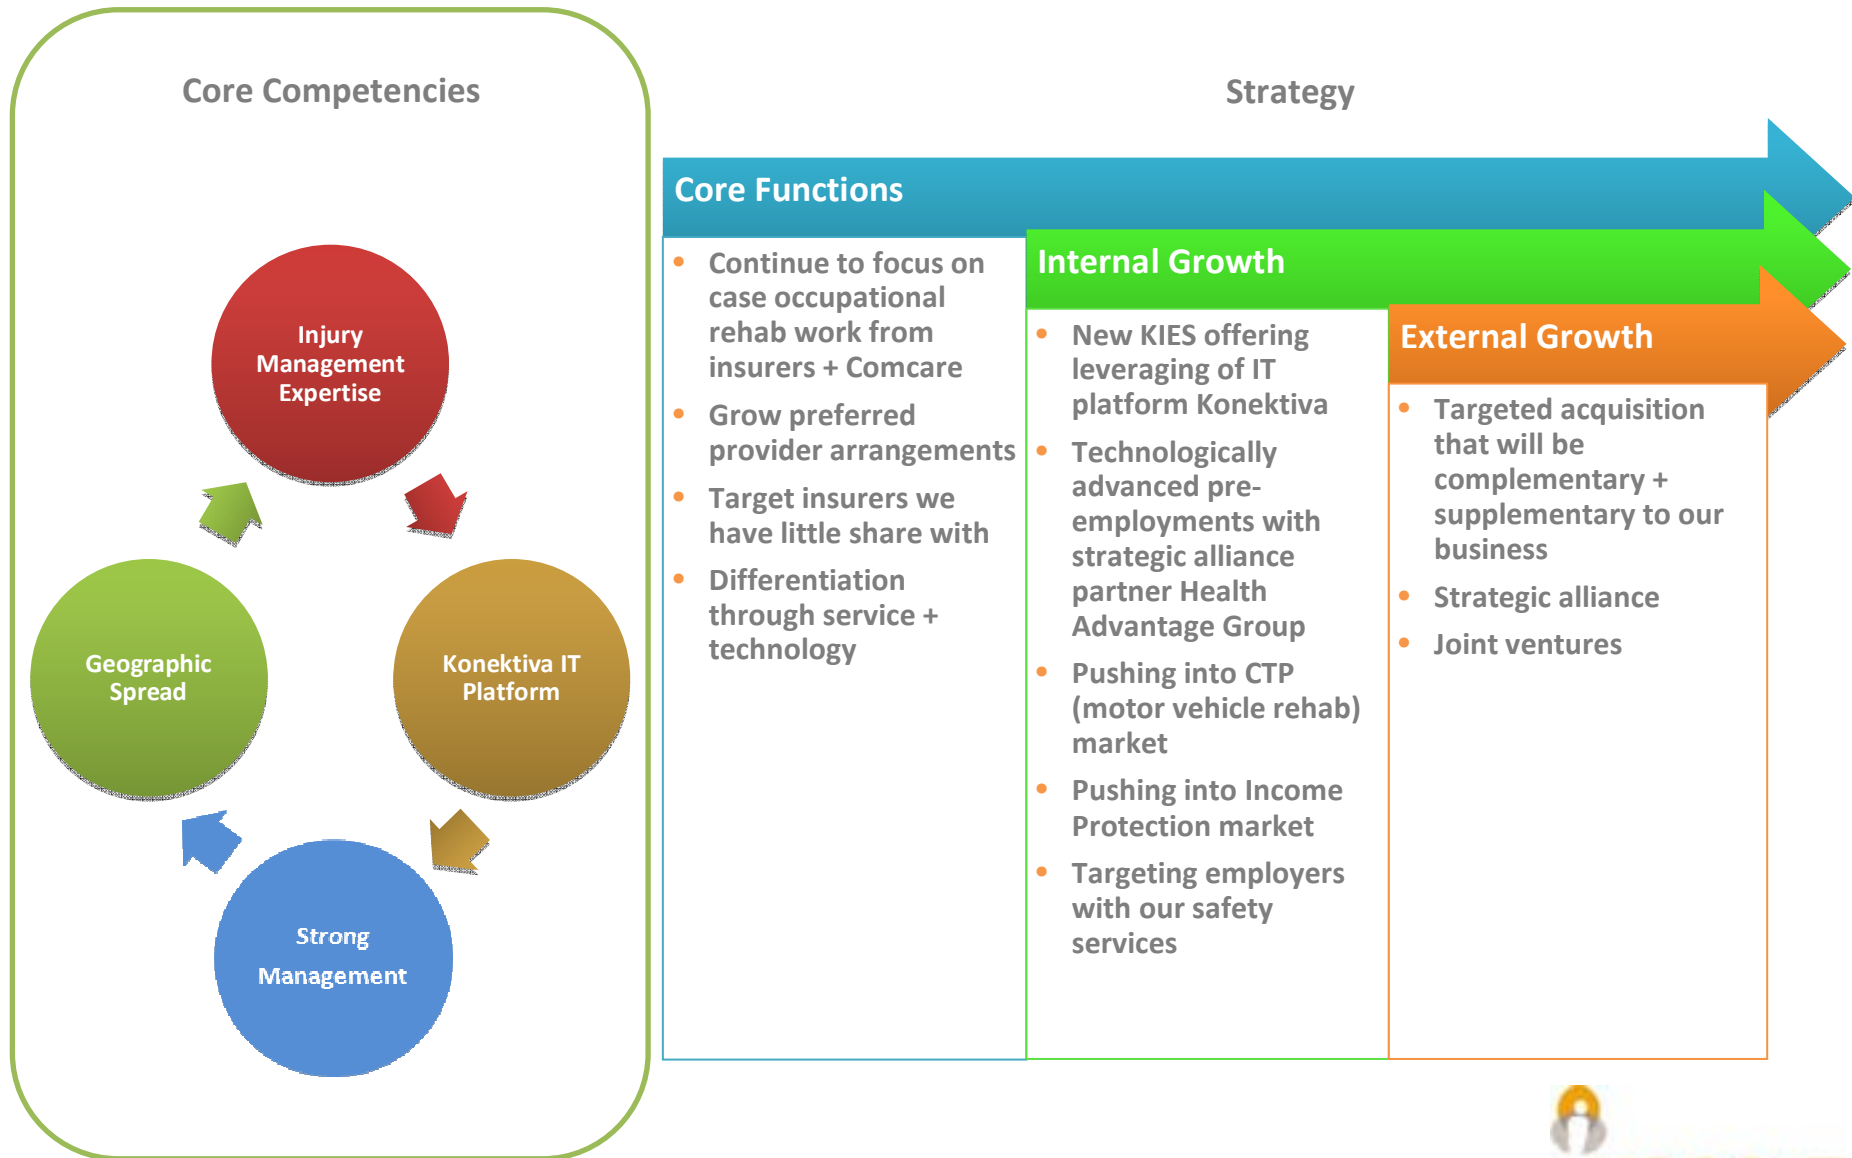 Core Competencies
Injury
Management
Expertise
Konektiva IT
Platform
Strong
Management
Geographic
Spread
Strategy
Core Functions
• Continue to focus on
case occupational
rehab work from
insurers + Comcare
• Grow preferred
provider arrangements
• Target insurers we
have little share with
• Differentiation
through service +
technology
Internal Growth
• New KIES offering
leveraging of IT
platform Konektiva
• Technologically
advanced pre-
employments with
strategic alliance
partner Health
Advantage Group
• Pushing into CTP
(motor vehicle rehab)
market
• Pushing into Income
Protection market
• Targeting employers
with our safety
services
External Growth
• Targeted acquisition
that will be
complementary +
supplementary to our
business
• Strategic alliance
• Joint ventures